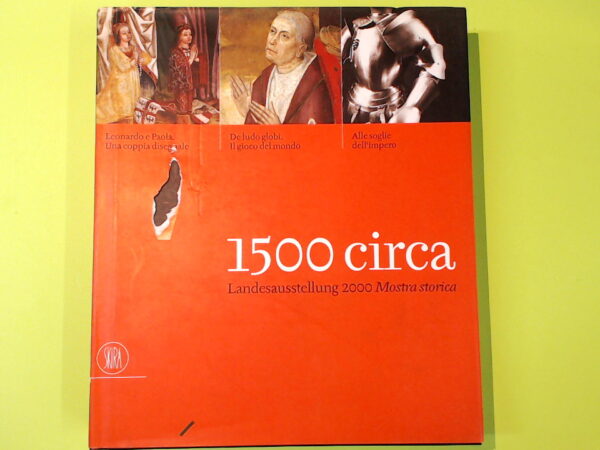 Leonardo e Paola.
Una coppia diseguale
De ludo globi.
Il gioco del mondo
Alle soglie
dell'impero
1500 circa
Landesausstellung 2000 Mostra storica
SKIRA